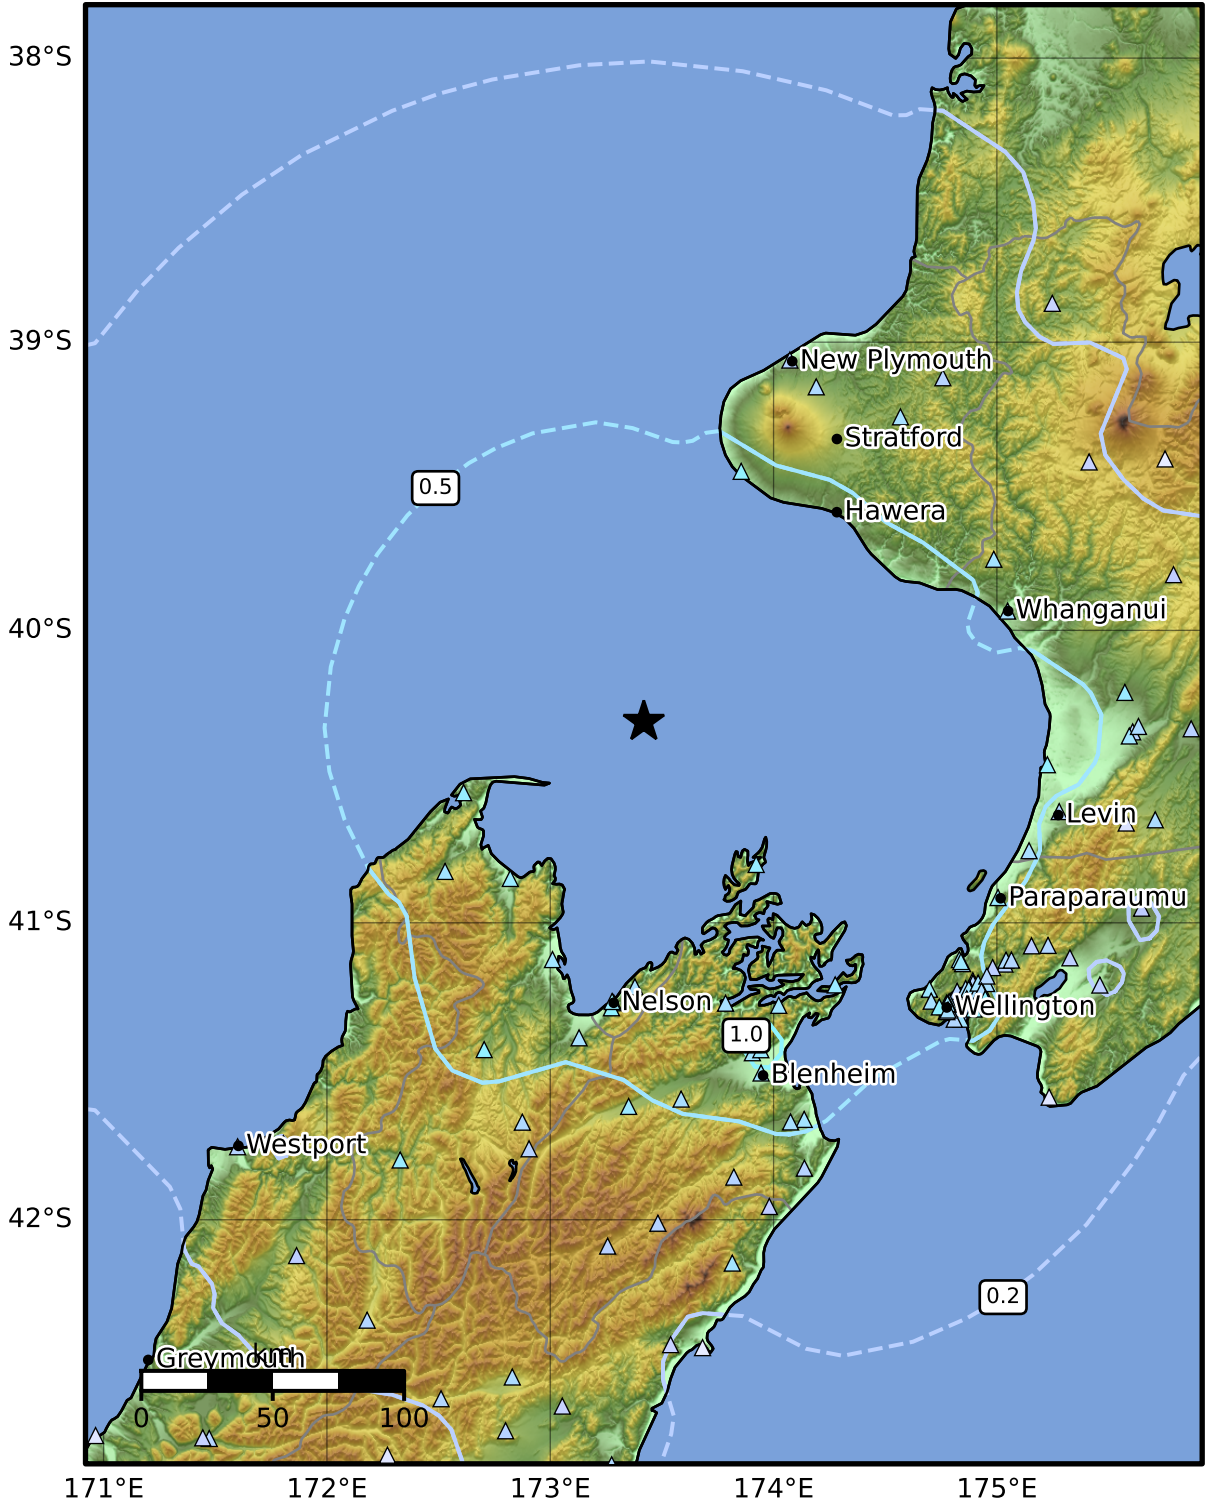 38°S
39°S
New Plymouth
Stratford
0.5
Hawera
Whanganui
40°S
Levin
Paraparaumu
41°S
Nelson
Wellington
1.0
Blenheim
Westport
42°S
0.2
Greymouth
km
0 50 100
171°E 172°E 173°E 174°E 175°E